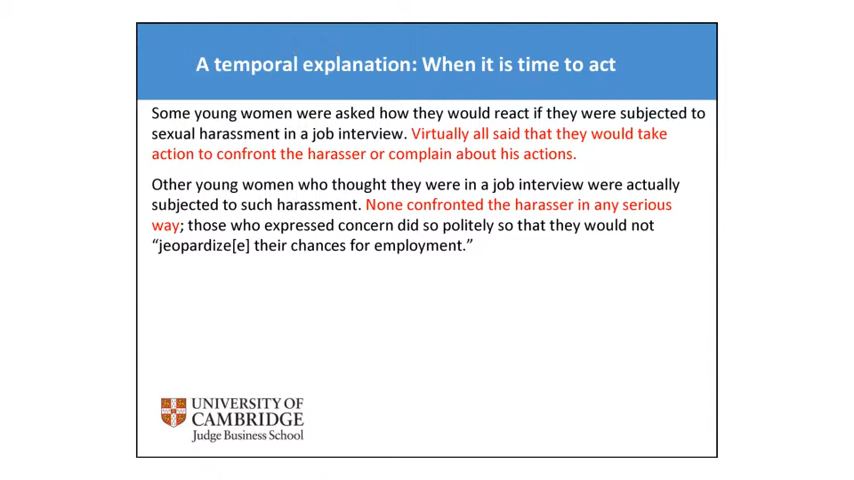 A temporal explanation: When it is time to act
Some young women were asked how they would react if they were subjected to
sexual harassment in a job interview. Virtually all said that they would take
action to confront the harasser or complain about his actions.
Other young women who thought they were in a job interview were actually
subjected to such harassment. None confronted the harasser in any serious
way; those who expressed concern did so politely so that they would not
“jeopardize[e] their chances for employment.”
UNIVERSITY OF
CAMBRIDGE
Judge Business School